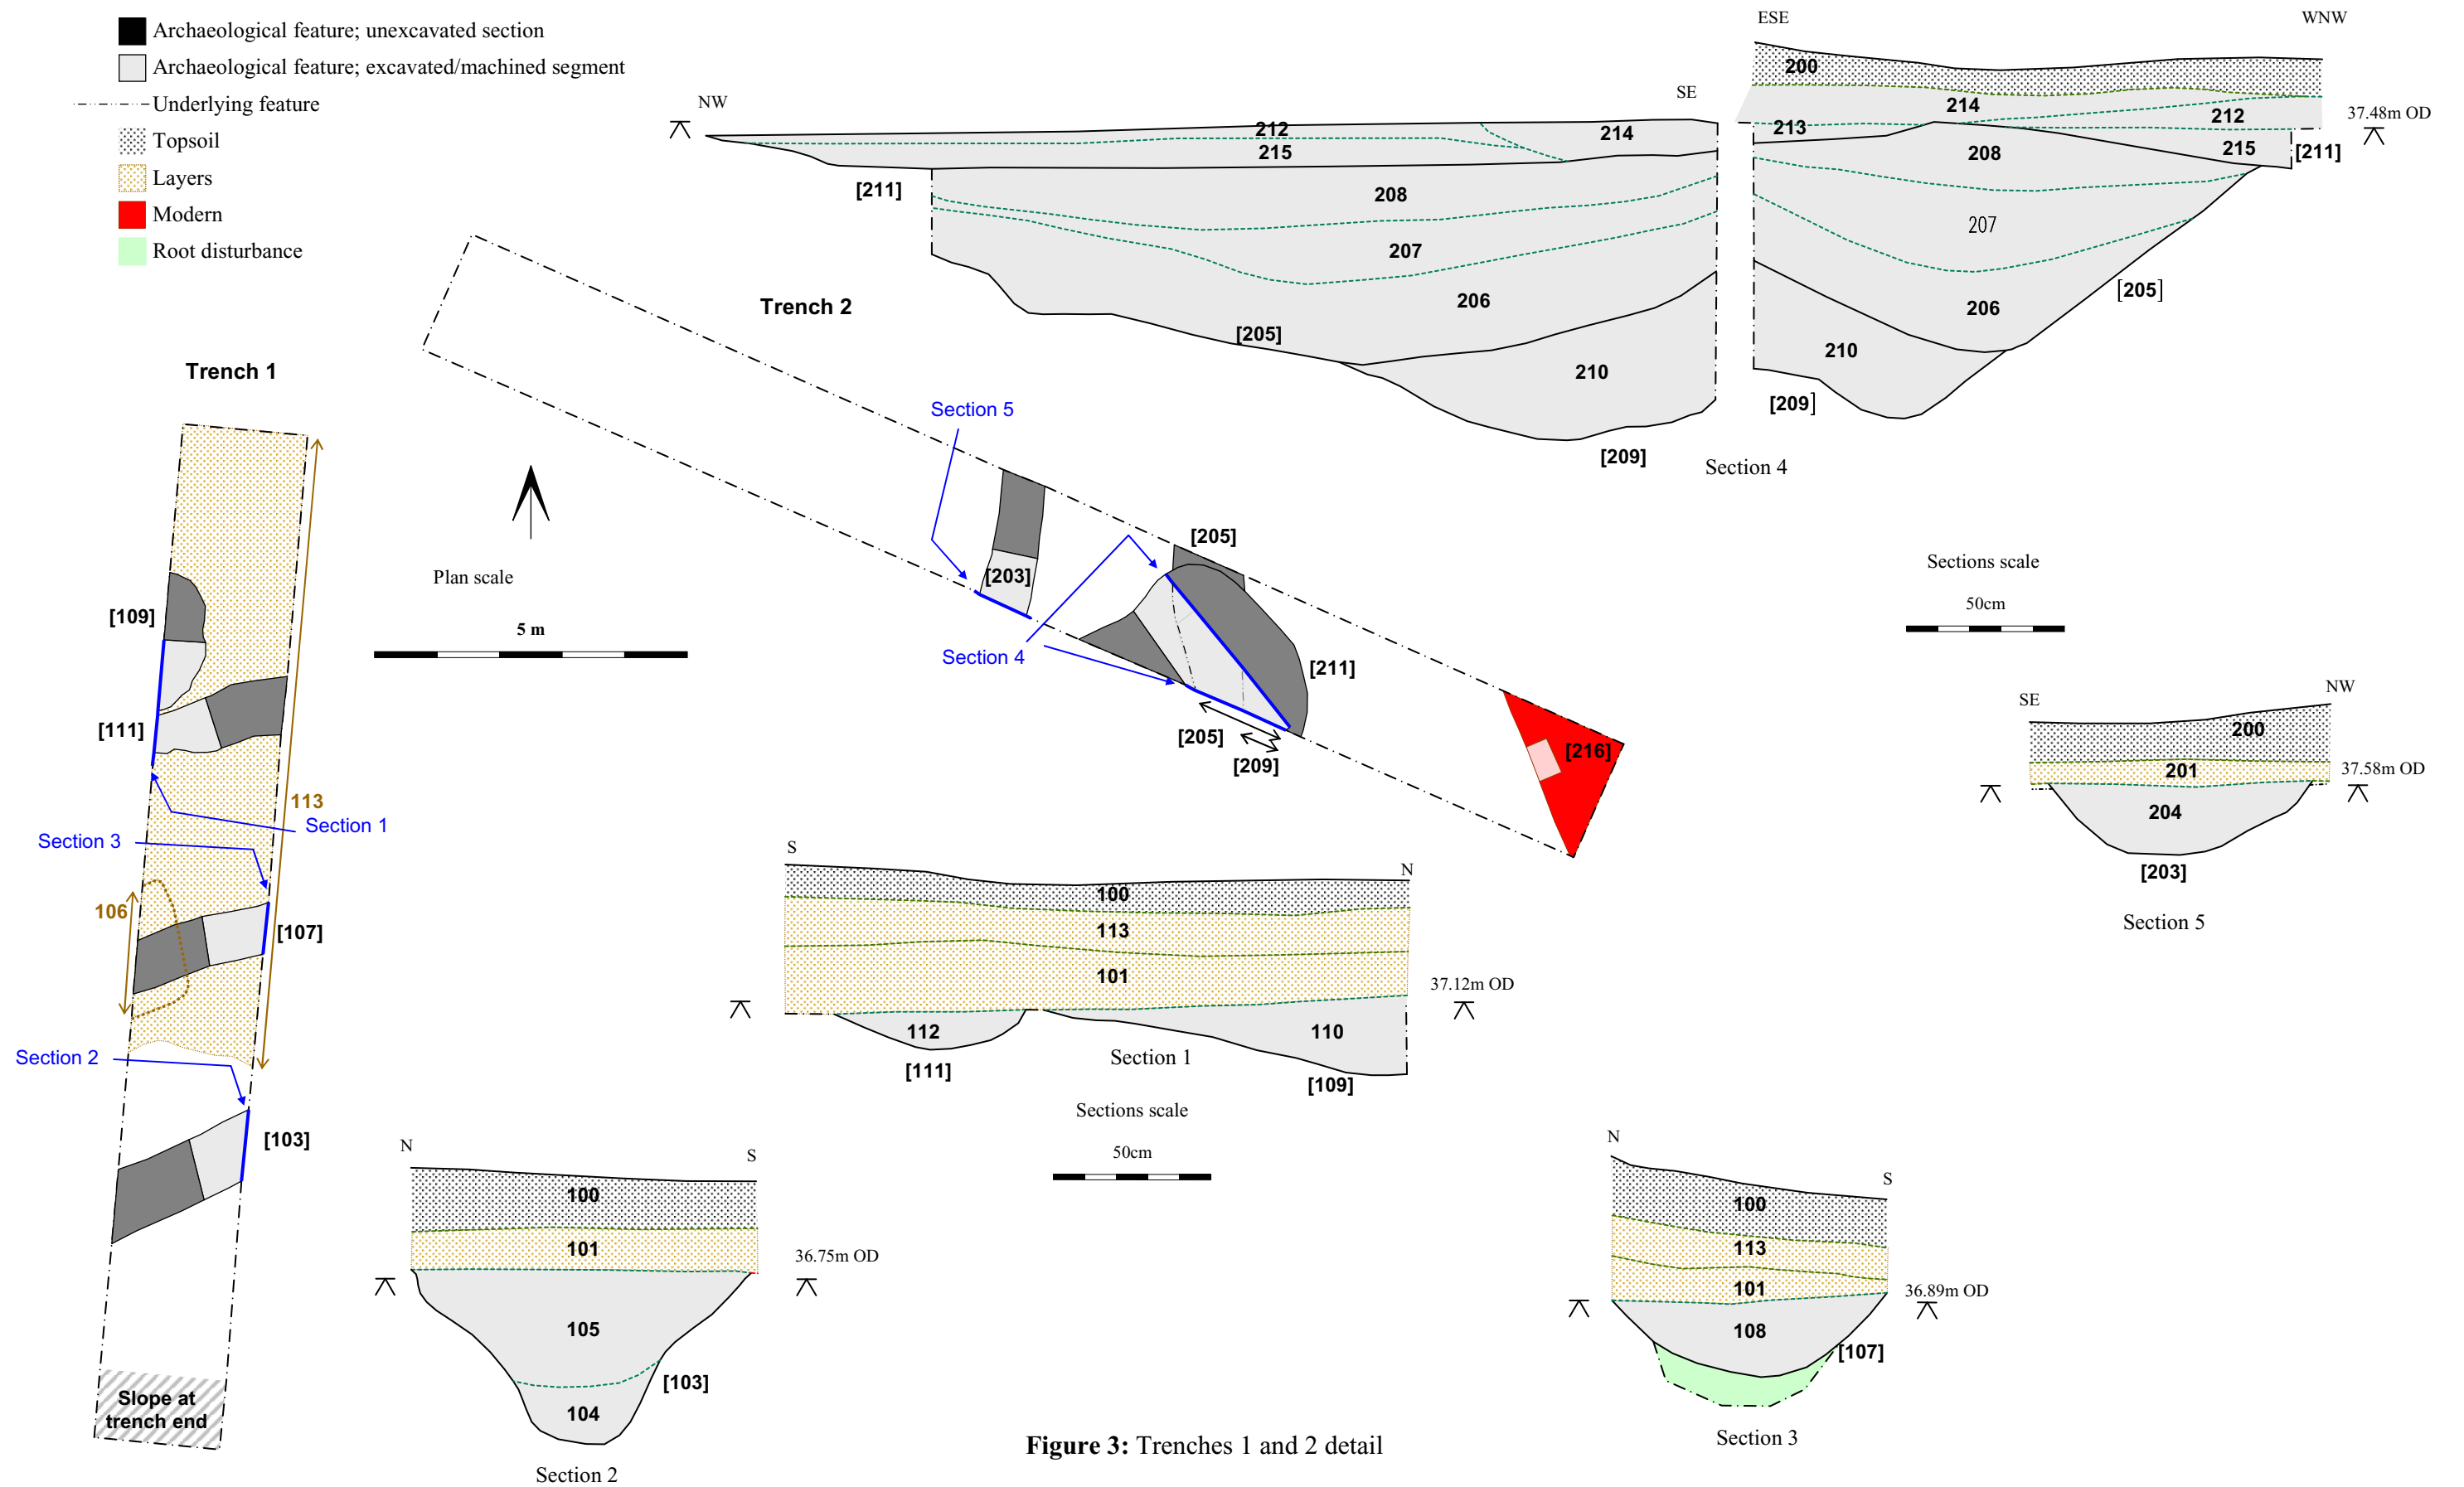 Archaeological feature; unexcavated section
Archaeological feature; excavated/machined segment
Underlying feature
Topsoil
Layers
Modern
Root disturbance
NW
SE
212
214
215
[211]
208
207
206
[205]
210
[209]
ESE
WNW
200
214
213
212
37.48m OD
208
215
[211]
207
[205]
206
210
[209]
Section 4
Trench 2
Section 5
[203]
[205]
Section 4
[211]
[205]
[209]
[216]
Trench 1
[109]
[111]
113
Section 1
Section 3
106
[107]
Section 2
[103]
Slope at
trench end
Plan scale
5 m
Sections scale
50cm
SE
NW
200
201
37.58m OD
204
[203]
Section 5
S
N
100
113
101
37.12m OD
112
110
[111]
Section 1
[109]
Sections scale
50cm
N
S
100
101
36.75m OD
105
[103]
104
Section 2
N
S
100
113
101
36.89m OD
108
[107]
Section 3
Figure 3: Trenches 1 and 2 detail